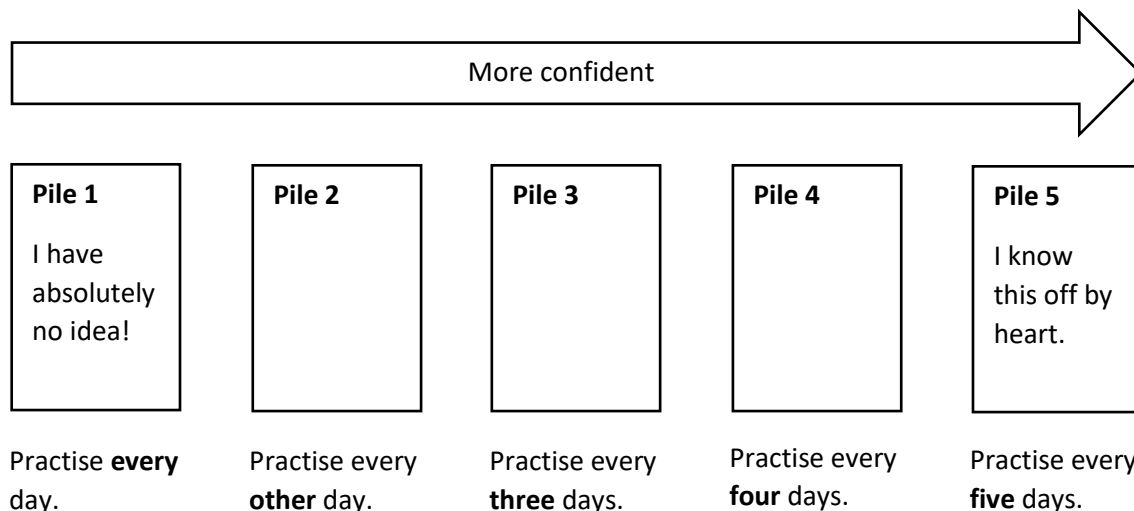 More confident
Pile 1
I have
absolutely
no idea!
Pile 2
Pile 3
Pile 4
Pile 5
I know
this off by
heart.
Practise every
day.
Practise every
other day.
Practise every
three days.
Practise every
four days.
Practise every
five days.